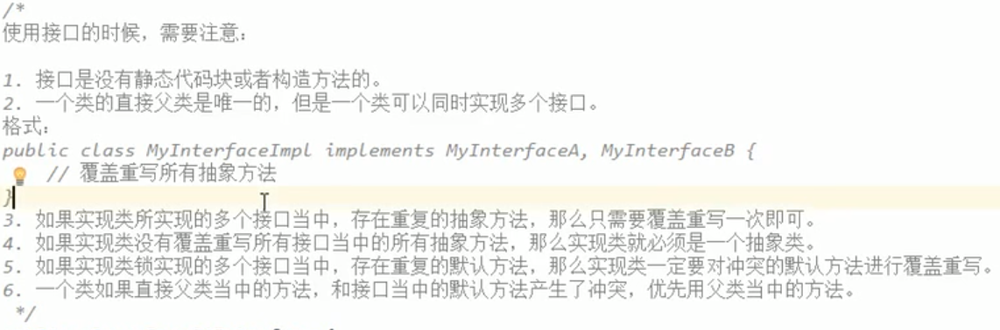 /*
使用接口的时候，需要注意：
1. 接口是没有静态代码块或者构造方法的。
2. 一个类的直接父类是唯一的，但是一个类可以同时实现多个接口。
格式：
public class MyInterfaceImpl implements MyInterfaceA, MyInterfaceB {
// 覆盖重写所有抽象方法
}
3. 如果实现类所实现的多个接口当中，存在重复的抽象方法，那么只需要覆盖重写一次即可。
4. 如果实现类没有覆盖重写所有接口当中的所有抽象方法，那么实现类就必须是一个抽象类。
5. 如果实现类锁实现的多个接口当中，存在重复的默认方法，那么实现类一定要对冲突的默认方法进行覆盖重写。
6. 一个类如果直接父类当中的方法，和接口当中的默认方法产生了冲突，优先用父类当中的方法。
*/